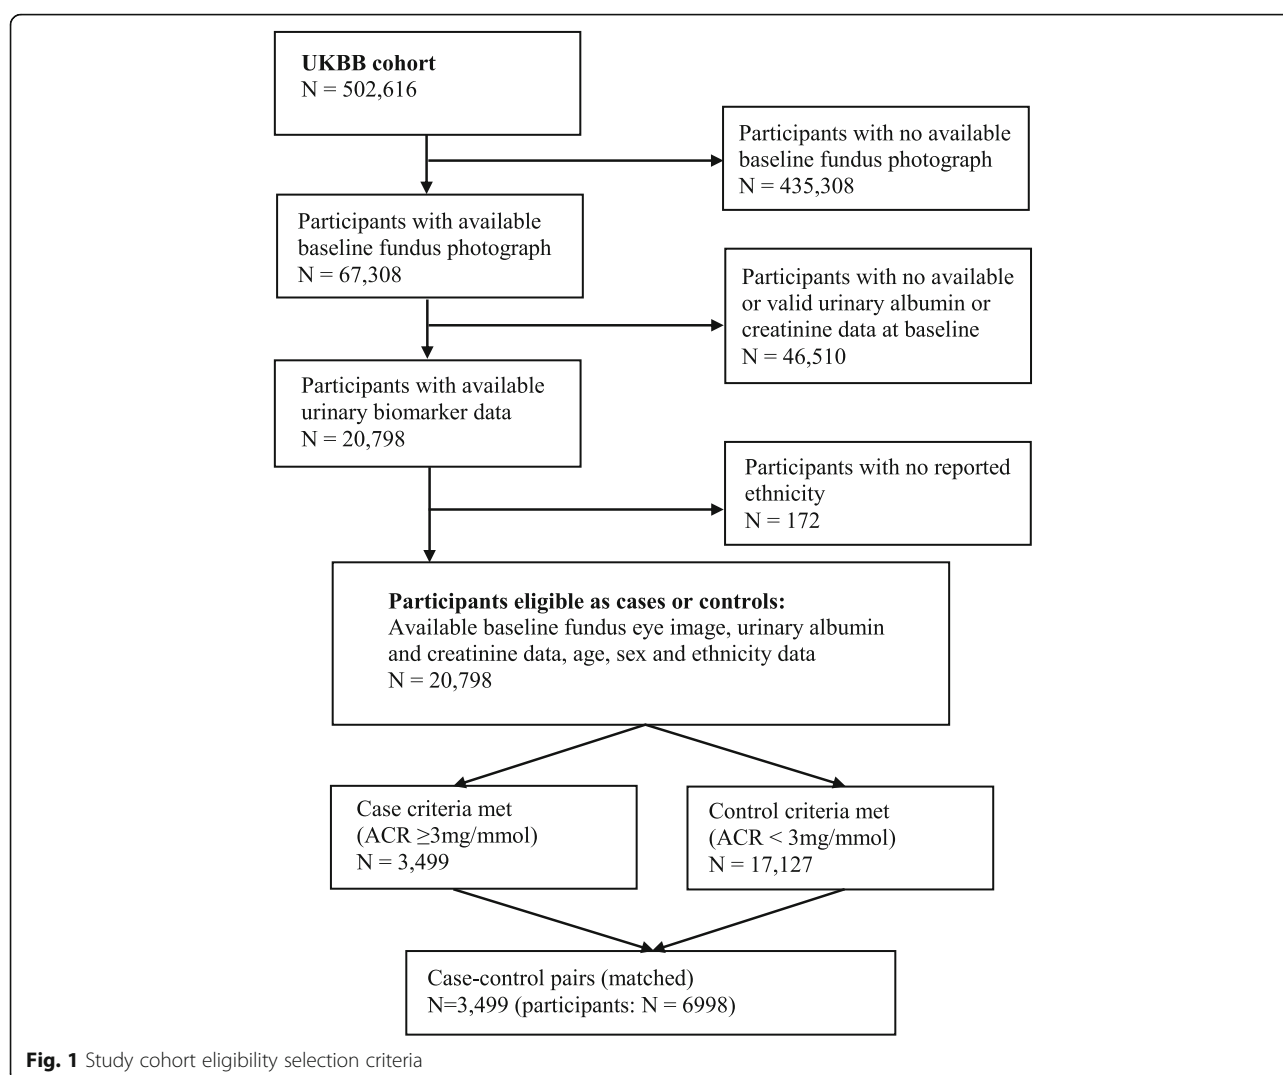 UKBB cohort
N = 502,616
Participants with no available
baseline fundus photograph
N = 435,308
Participants with available
baseline fundus photograph
N = 67,308
Participants with no available
or valid urinary albumin or
creatinine data at baseline
N = 46,510
Participants with available
urinary biomarker data
N = 20,798
Participants with no reported
ethnicity
N = 172
Participants eligible as cases or controls:
Available baseline fundus eye image, urinary albumin
and creatinine data, age, sex and ethnicity data
N = 20,798
Case criteria met
(ACR ≥3mg/mmol)
N = 3,499
Control criteria met
(ACR < 3mg/mmol)
N = 17,127
Case-control pairs (matched)
N=3,499 (participants: N = 6998)
Fig. 1 Study cohort eligibility selection criteria